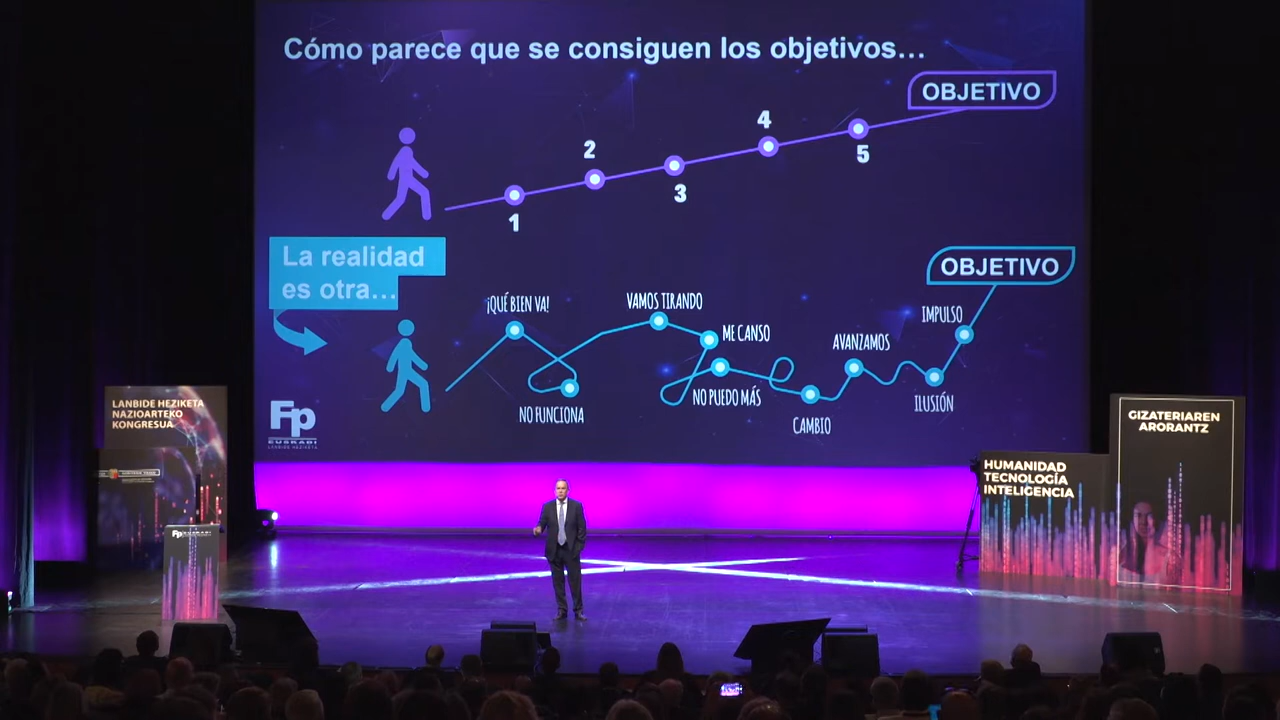 Cómo parece que se consiguen los objetivos...
OBJETIVO
1
2
3
4
5
La realidad
es otra...
OBJETIVO
¡QUÉ BIEN VA!
NO FUNCIONA
VAMOS TIRANDO
ME CANSO
NO PUEDO MÁS
CAMBIO
AVANZAMOS
ILUSIÓN
IMPULSO
Fp
EUSKADI
LANBIDE HEZIKETA
LANBIDE HEZIKETA
NAZIOARTEKO
KONGRESUA
Fp
HUMANIDAD
TECNOLOGÍA
INTELIGENCIA
GIZATERIAREN
ARORANTZ